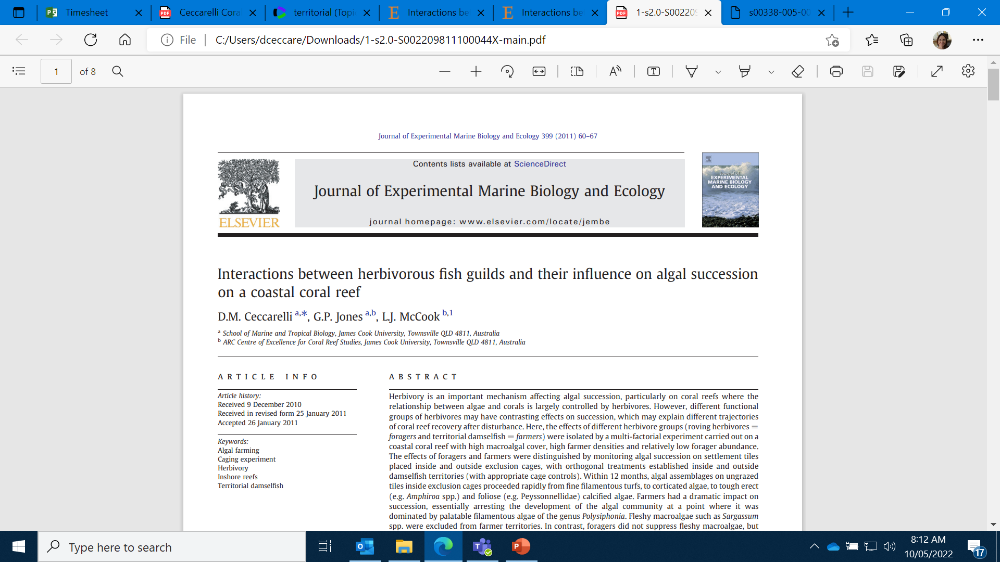 Timesheet
Ceccarelli Cora
territorial (Topi
Interactions be
Interactions be
1-s2.0-S002209
s00338-005-00
File
C:/Users/dceccare/Downloads/1-s2.0-S002209811100044X-main.pdf
1 of 8
Journal of Experimental Marine Biology and Ecology 399 (2011) 60–67
Contents lists available at ScienceDirect
Journal of Experimental Marine Biology and Ecology
journal homepage: www.elsevier.com/locate/jembe
ELSEVIER
Journal of
EXPERIMENTAL
MARINE BIOLOGY
AND ECOLOGY
Interactions between herbivorous fish guilds and their influence on algal succession
on a coastal coral reef
D.M. Ceccarelli a,*, G.P. Jones a,b, L.J. McCook b,1
a School of Marine and Tropical Biology, James Cook University, Townsville QLD 4811, Australia
b ARC Centre of Excellence for Coral Reef Studies, James Cook University, Townsville QLD 4811, Australia
ARTICLE INFO
Article history:
Received 9 December 2010
Received in revised form 25 January 2011
Accepted 26 January 2011
Keywords:
Algal farming
Caging experiment
Herbivory
Inshore reefs
Territorial damselfish
ABSTRACT
Herbivory is an important mechanism affecting algal succession, particularly on coral reefs where the
relationship between algae and corals is largely controlled by herbivores. However, different functional
groups of herbivores may have contrasting effects on succession, which may explain different trajectories
of coral reef recovery after disturbance. Here, the effects of different herbivore groups (roving herbivores =
foragers and territorial damselfish = farmers) were isolated by a multi-factorial experiment carried out on a
coastal coral reef with high macroalgal cover, high farmer densities and relatively low forager abundance.
The effects of foragers and farmers were distinguished by monitoring algal succession on settlement tiles
placed inside and outside exclusion cages, with orthogonal treatments established inside and outside
damselfish territories (with appropriate cage controls). Within 12 months, algal assemblages on ungrazed
tiles inside exclusion cages proceeded rapidly from fine filamentous turfs, to corticated algae, to tough erect
(e.g. Amphiroa spp.) and foliose (e.g. Peyssonnellidae) calcified algae. Farmers had a dramatic impact on
succession, essentially arresting the development of the algal community at a point where it was
dominated by palatable filamentous algae of the genus Polysiphonia. Fleshy macroalgae such as Sargassum
spp. were excluded from farmer territories. In contrast, foragers did not suppress fleshy macroalgae, but
Type here to search
8:12 AM
10/05/2022
17